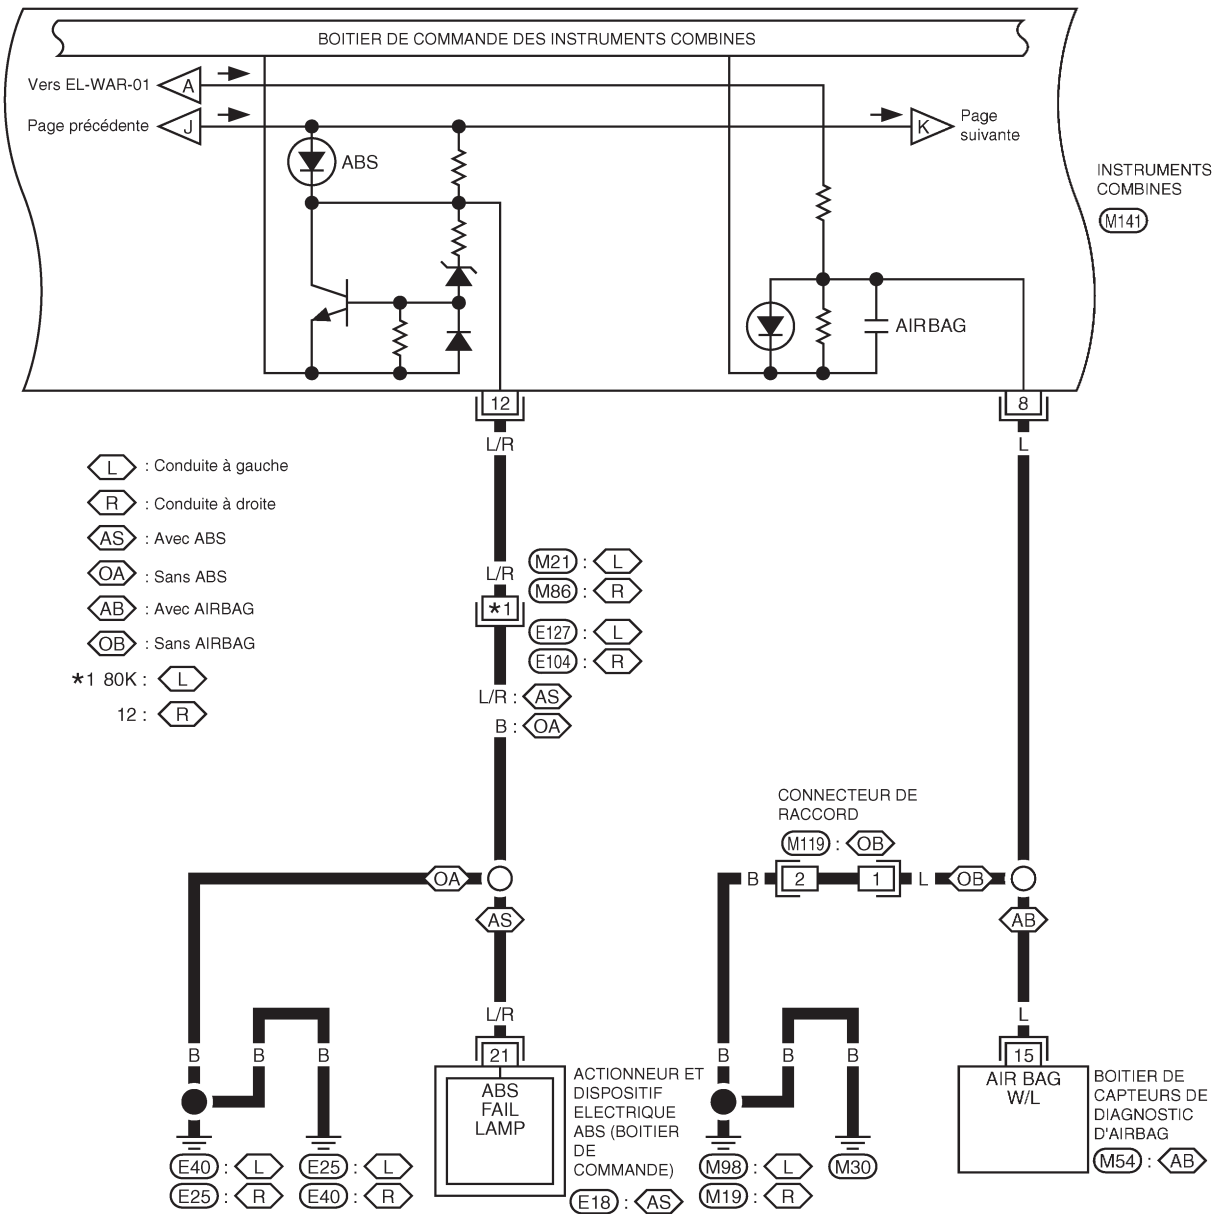 BOITIER DE COMMANDE DES INSTRUMENTS COMBINES
Vers EL-WAR-01
A
Page précédente
J
K
Page
suivante
ABS
INSTRUMENTS
COMBINES
M141
AIRBAG
12
8
L/R
L
L : Conduite à gauche
R : Conduite à droite
AS : Avec ABS
OA : Sans ABS
AB : Avec AIRBAG
OB : Sans AIRBAG
*1 80K : L
12 : R
L/R
*1
M21 : L
M86 : R
E127 : L
E104 : R
L/R : AS
B : OA
CONNECTEUR DE
RACCORD
M119 : OB
OA
B
2
1
L
OB
AS
AB
L/R
L
B
B
B
21
ABS
FAIL
LAMP
ACTIONNEUR ET
DISPOSITIF
ELECTRIQUE
ABS (BOITIER
DE
COMMANDE)
E18 : AS
B
B
B
15
AIR BAG
W/L
BOITIER DE
CAPTEURS DE
DIAGNOSTIC
D'AIRBAG
M54 : AB
E40 : L
E25 : R
E25 : L
E40 : R
M98 : L
M19 : R
M30